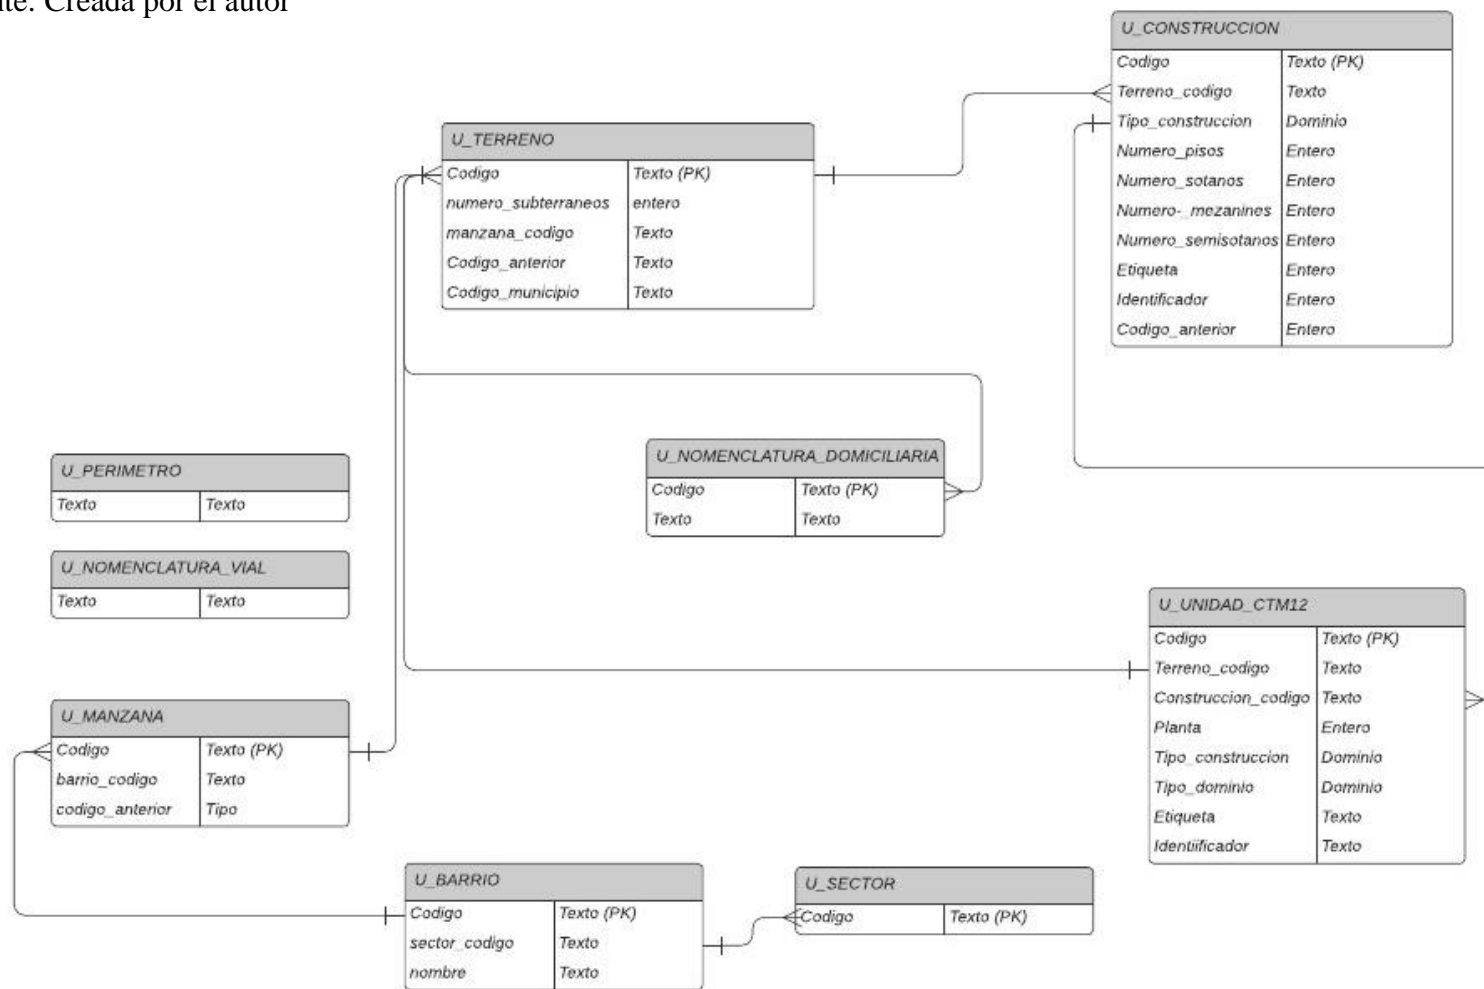 Creada por el autor
U_CONSTRUCCION
Codigo Texto (PK)
Terreno_codigo Texto
Tipo_construccion Dominio
Numero_pisos Entero
Numero_sotanos Entero
Numero-_mezanines Entero
Numero_semisotanos Entero
Etiqueta Entero
Identificador Entero
Codigo_anterior Entero
U_TERRENO
Codigo Texto (PK)
numero_subterraneos entero
manzana_codigo Texto
Codigo_anterior Texto
Codigo_municipio Texto
U_NOMENCLATURA_DOMICILIARIA
Codigo Texto (PK)
Texto Texto
U_PERIMETRO
Texto Texto
U_NOMENCLATURA_VIAL
Texto Texto
U_UNIDAD_CTM12
Codigo Texto (PK)
Terreno_codigo Texto
Construccion_codigo Texto
Planta Entero
Tipo_construccion Dominio
Tipo_dominio Dominio
Etiqueta Texto
Identiificador Texto
U_MANZANA
Codigo Texto (PK)
barrio_codigo Texto
codigo_anterior Tipo
U_BARRIO
Codigo Texto (PK)
sector_codigo Texto
nombre Texto
U_SECTOR
Codigo Texto (PK)